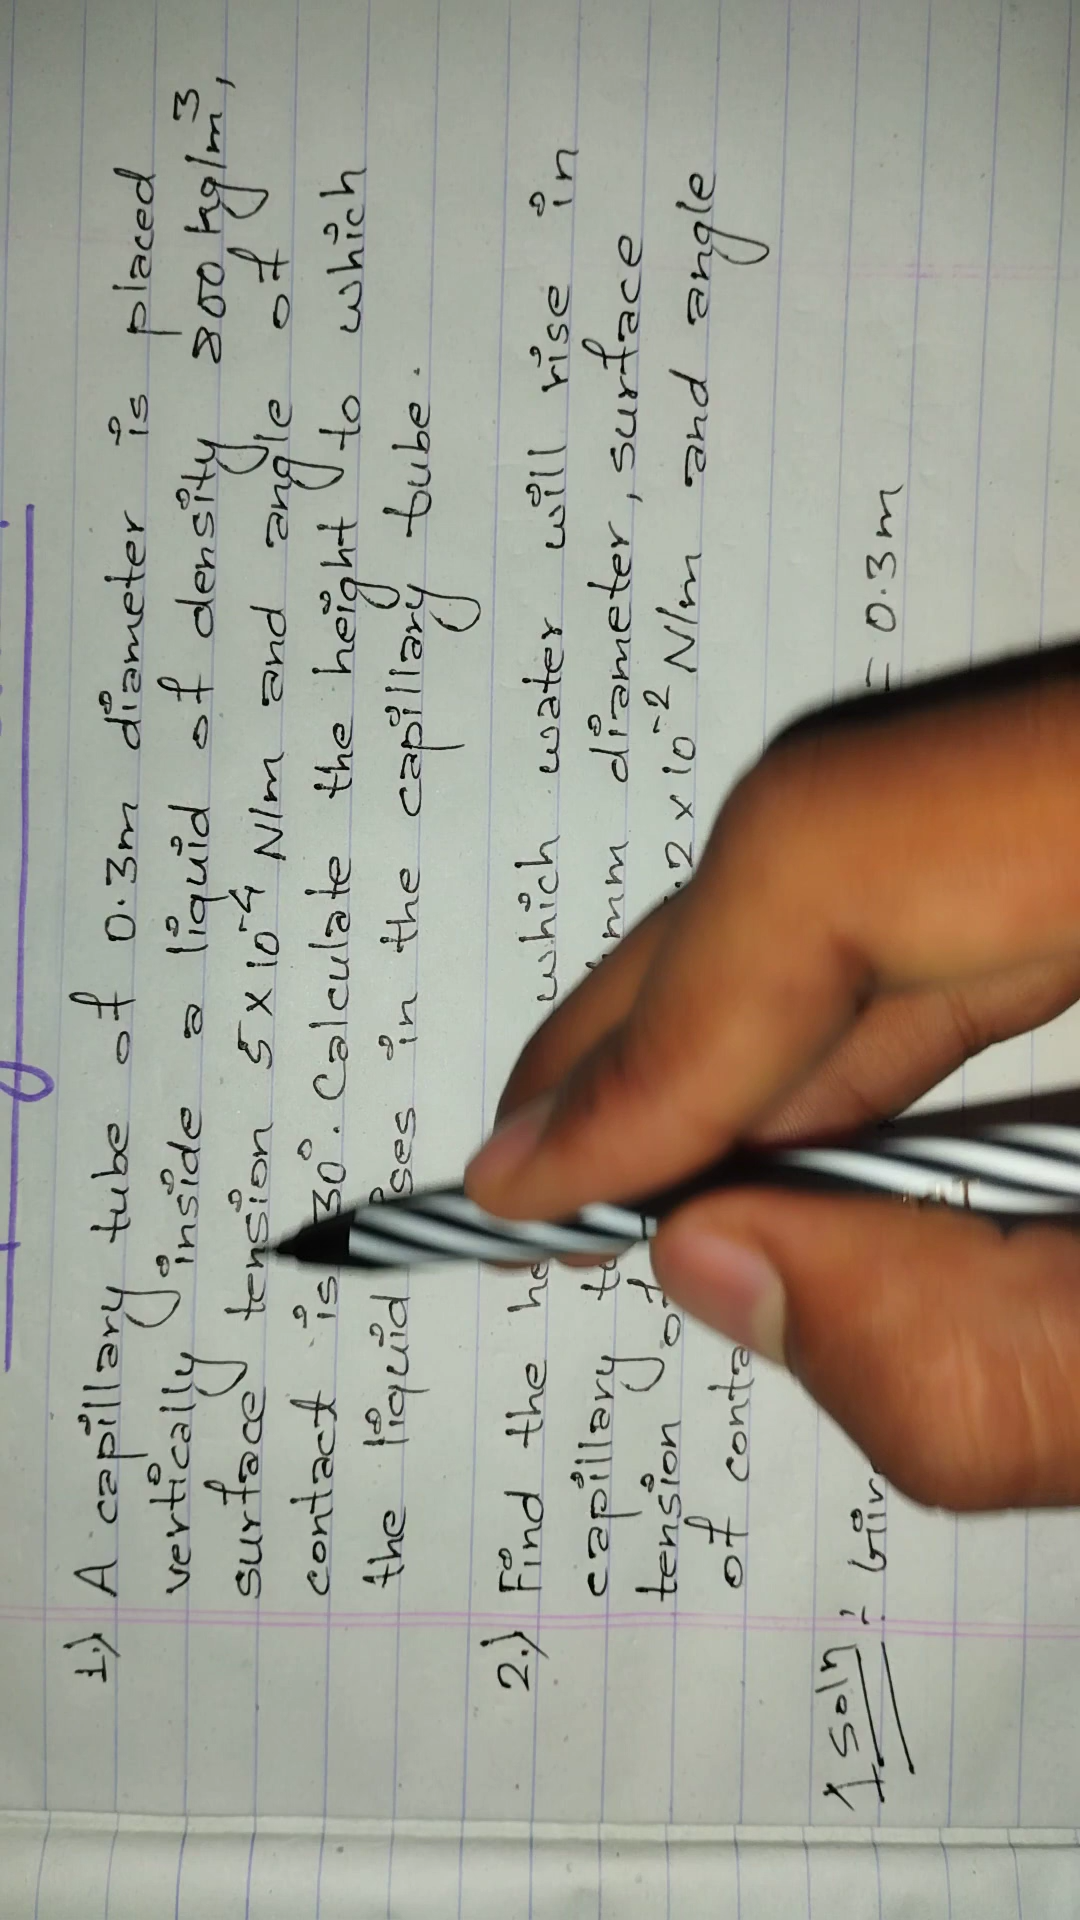 1.) A capillary tube of 0.3m diameter is placed
vertically inside a liquid of density 800 kg/m³,
surface tension 5 x 10⁻⁴ N/m and angle of
contact is 30°. Calculate the height to which
the liquid in the capillary tube.
2.) Find the which water will rise in
capillary mm diameter, surface
tension of .2 x 10⁻² N/m and angle
of
1 soln: = 0.3m